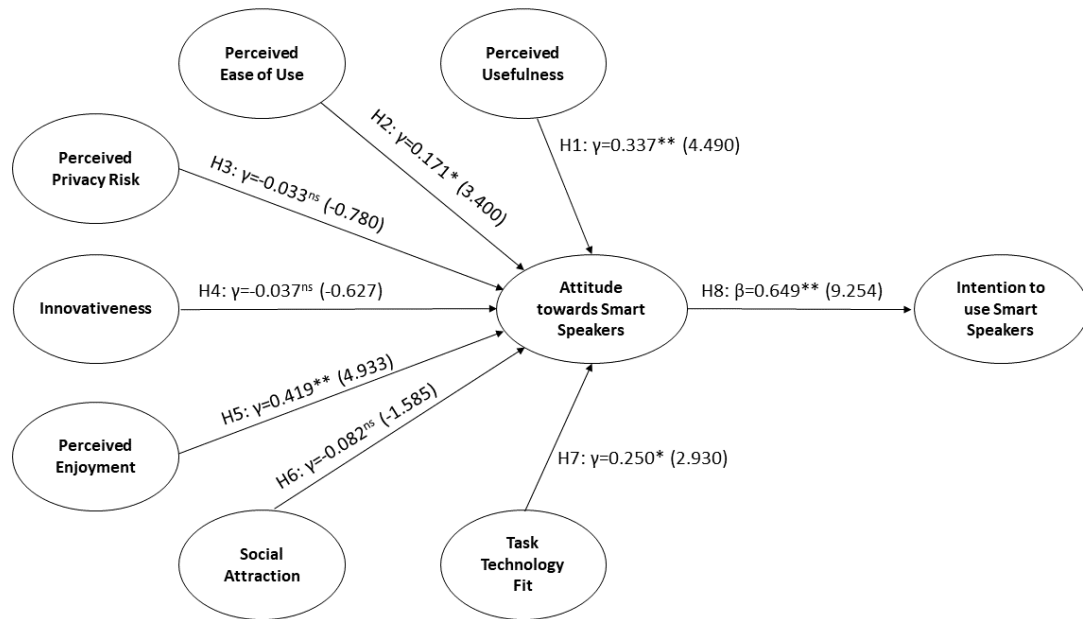 Perceived
Ease of Use
Perceived
Usefulness
H2: γ=0.171* (3.400)
H1: γ=0.337** (4.490)
Perceived
Privacy Risk
H3: γ=-0.033ⁿˢ (-0.780)
Innovativeness
H4: γ=-0.037ⁿˢ (-0.627)
Attitude
towards Smart
Speakers
H8: β=0.649** (9.254)
Intention to
use Smart
Speakers
Perceived
Enjoyment
H5: γ=0.419** (4.933)
H6: γ=-0.082ⁿˢ (-1.585)
H7: γ=0.250* (2.930)
Social
Attraction
Task
Technology
Fit